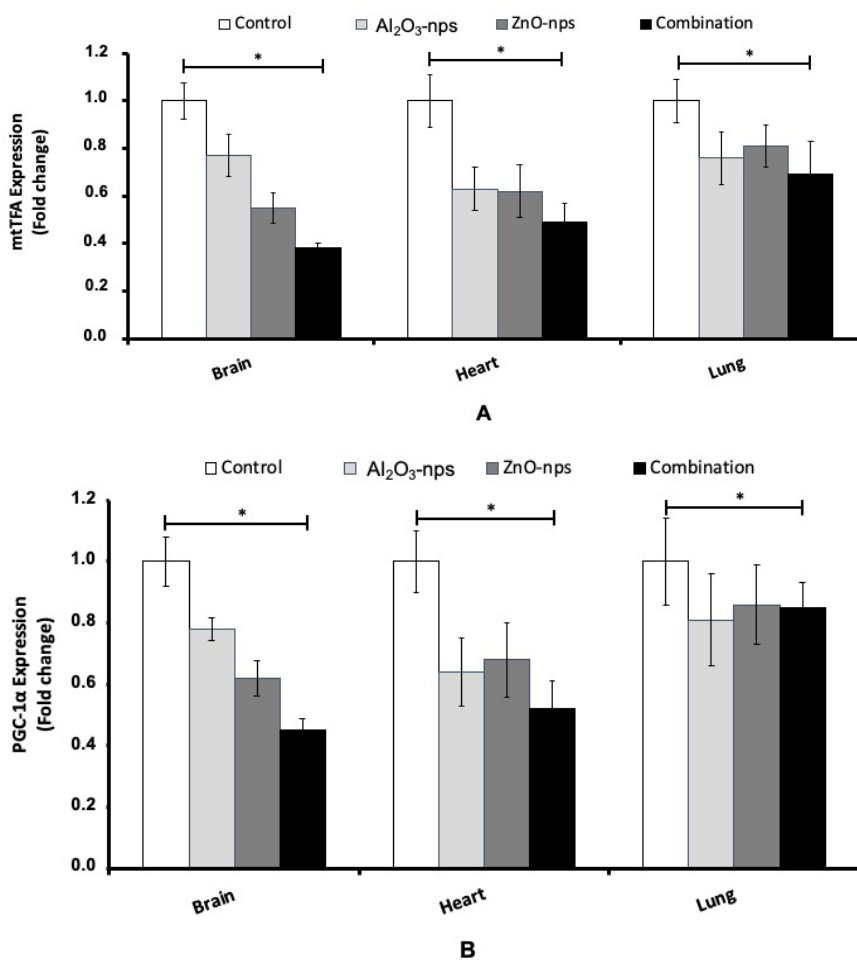 Control Al₂O₃-nps ZnO-nps Combination
mtTFA Expression
(Fold change)
1.2
1.0
0.8
0.6
0.4
0.2
0.0
* * *
Brain Heart Lung
A
Control Al₂O₃-nps ZnO-nps Combination
PGC-1α Expression
(Fold change)
1.2
1.0
0.8
0.6
0.4
0.2
0.0
* * *
Brain Heart Lung
B